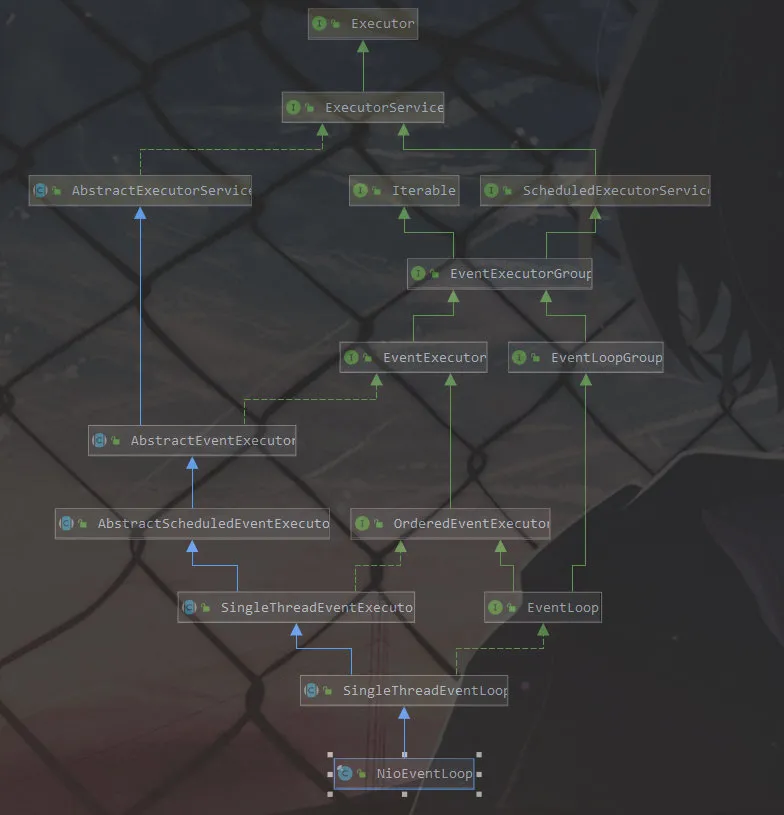 Executor
ExecutorService
AbstractExecutorService
Iterable
ScheduledExecutorService
EventExecutorGroup
EventExecutor
EventLoopGroup
AbstractEventExecutor
AbstractScheduledEventExecuto
OrderedEventExecutor
SingleThreadEventExecuto
EventLoop
SingleThreadEventLoop
NioEventLoop